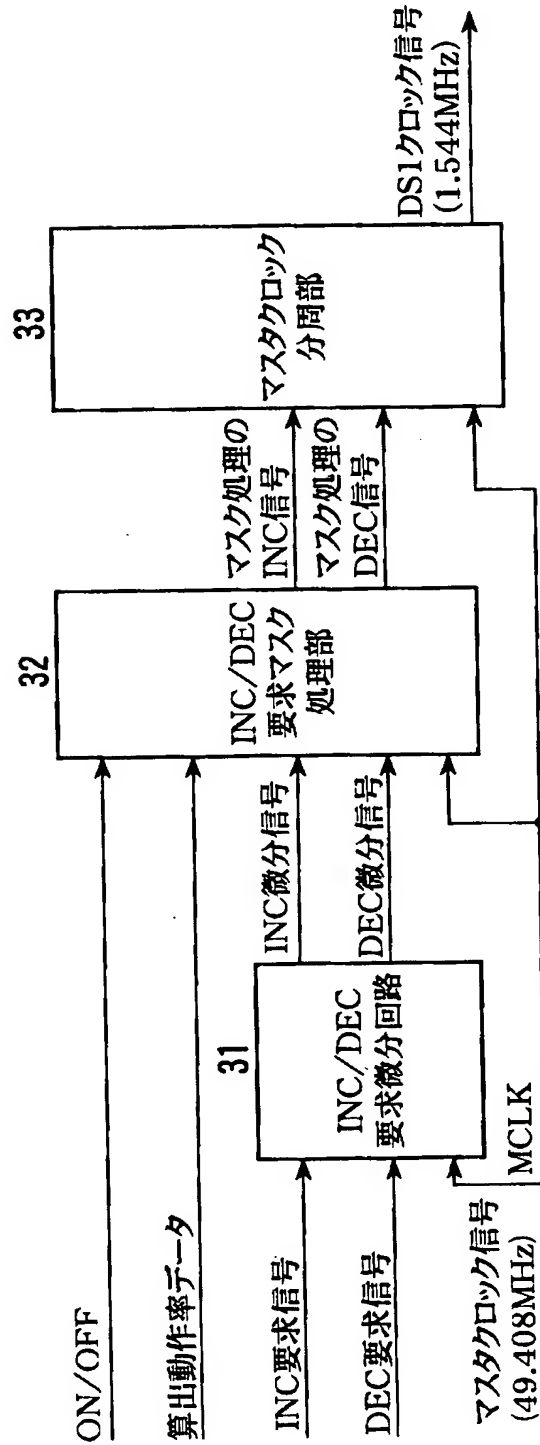 ON/OFF
算出動作率データ
INC要求信号
DEC要求信号
マスタクロック信号
(49.408MHz)
MCLK
31
INC/DEC
要求微分回路
INC微分信号
DEC微分信号
32
INC/DEC
要求マスク
処理部
マスク処理の
INC信号
マスク処理の
DEC信号
33
マスタクロック
分周部
DS1クロック信号
(1.544MHz)